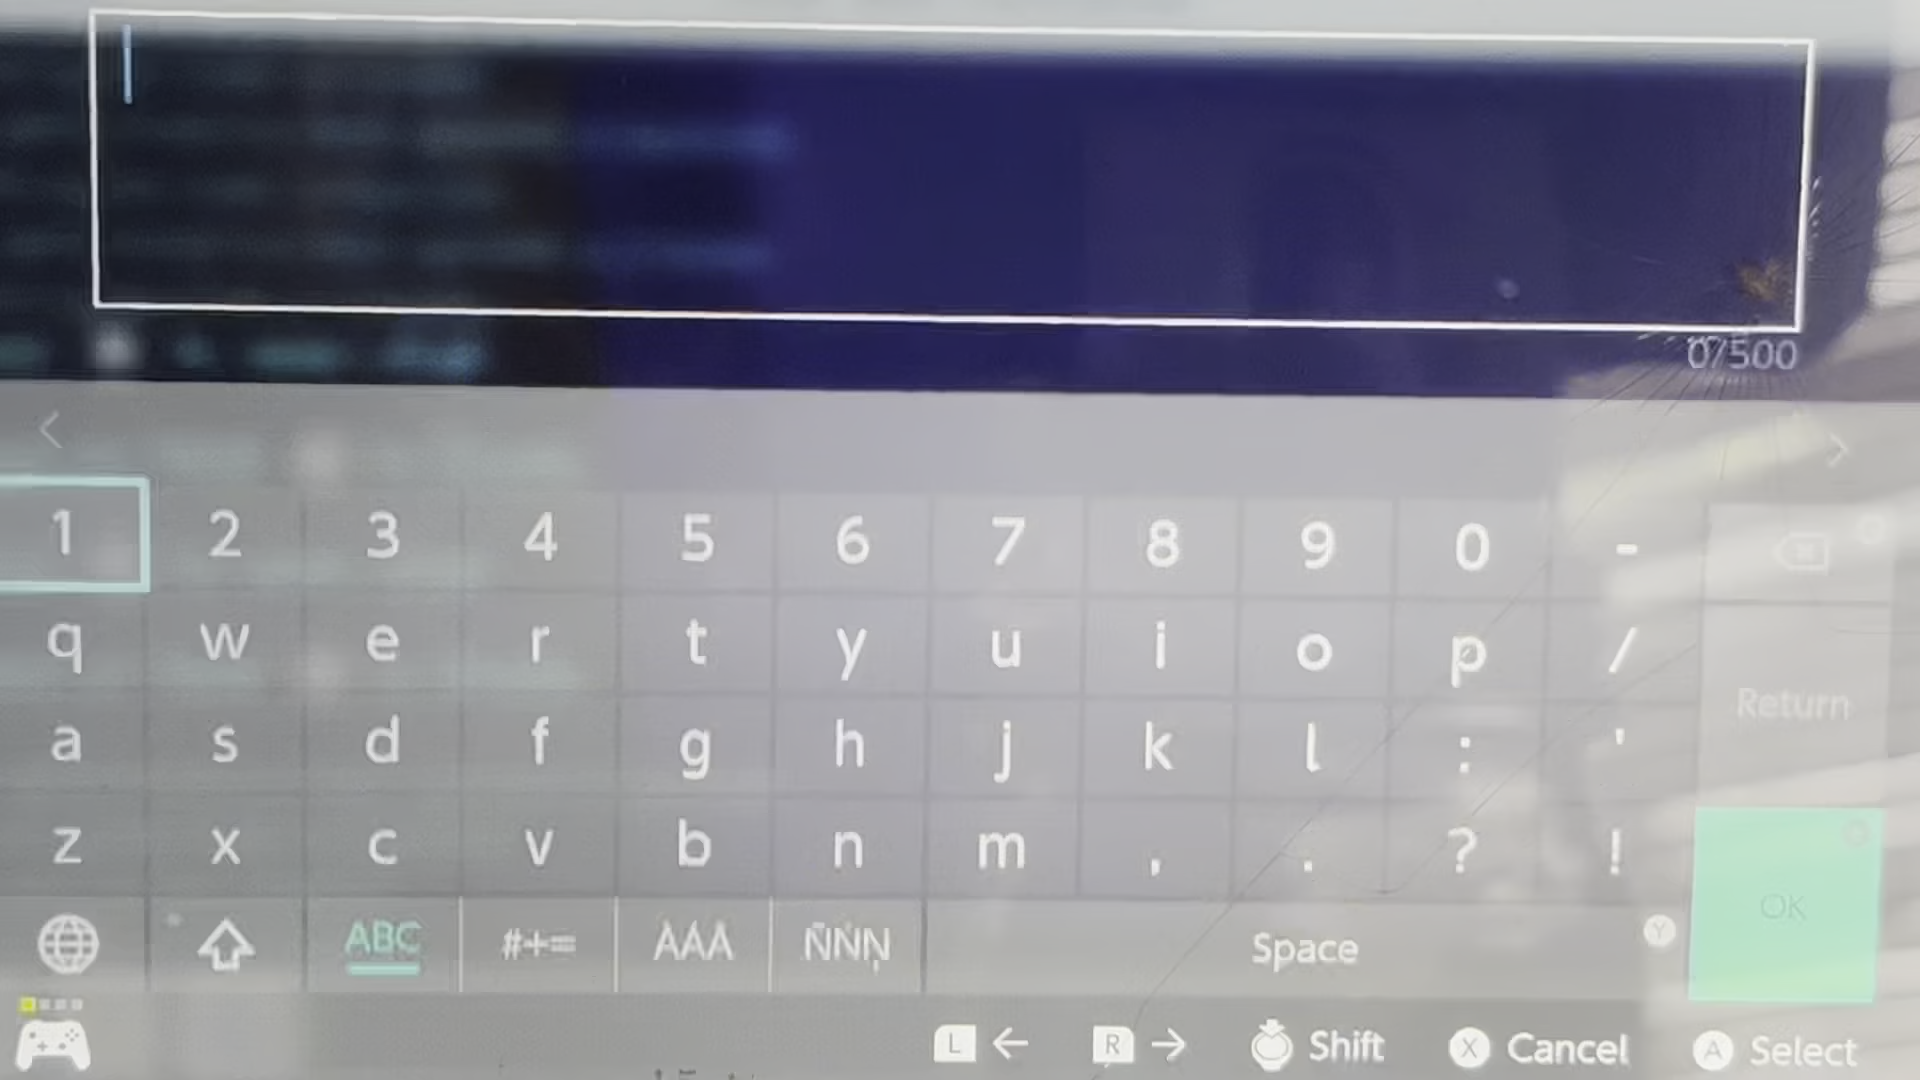 0/500
1 2 3 4 5 6 7 8 9 0 -
q w e r t y u i o p /
Return
a s d f g h j k l : '
z x c v b n m , . ? !
OK
ABC #+= ÀÁÂ ÑŃŅ Space Y
L ← R → Shift X Cancel A Select